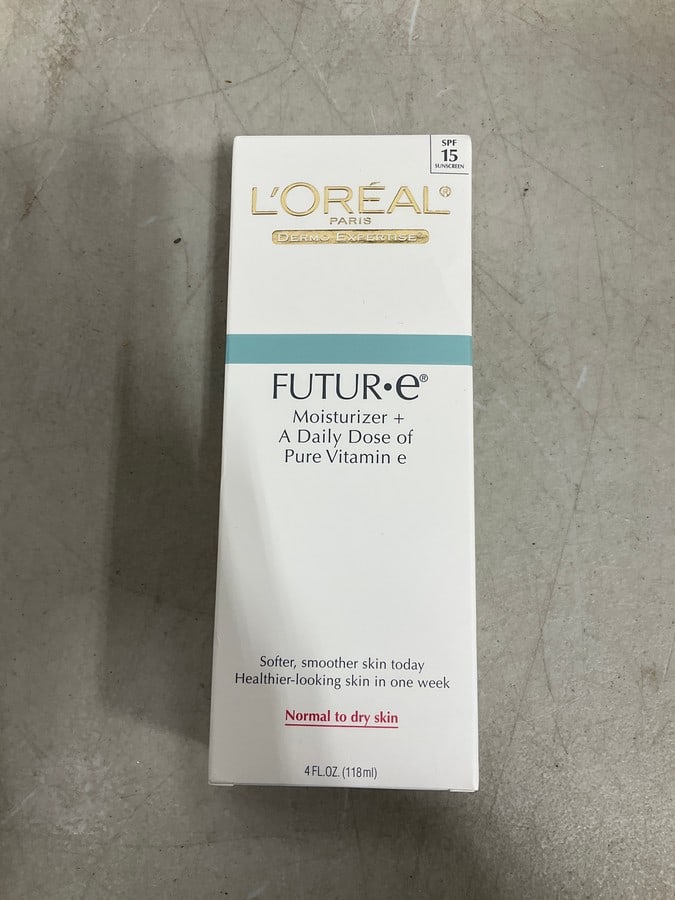 SPF
15
SUNSCREEN
L'ORÉAL®
PARIS
DERMO-EXPERTISE™
FUTUR•e®
Moisturizer +
A Daily Dose of
Pure Vitamin e
Softer, smoother skin today
Healthier-looking skin in one week
Normal to dry skin
4 FL.OZ. (118ml)